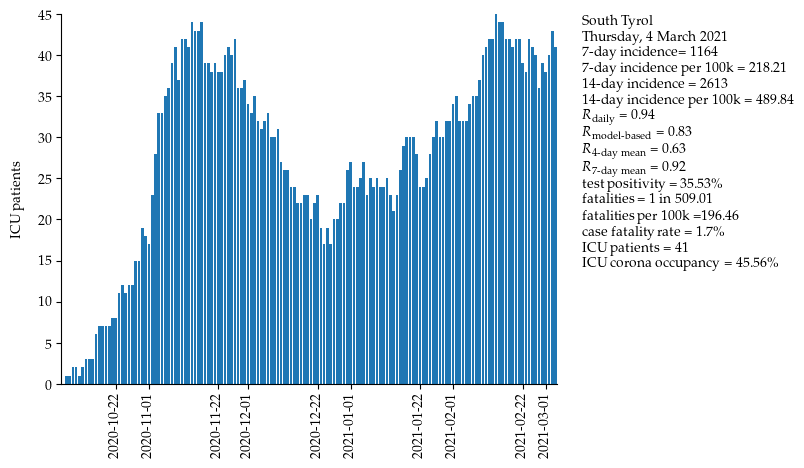 South Tyrol
Thursday, 4 March 2021
7-day incidence= 1164
7-day incidence per 100k = 218.21
14-day incidence = 2613
14-day incidence per 100k = 489.84
R_daily = 0.94
R_model-based = 0.83
R_4-day mean = 0.63
R_7-day mean = 0.92
test positivity = 35.53%
fatalities = 1 in 509.01
fatalities per 100k =196.46
case fatality rate = 1.7%
ICU patients = 41
ICU corona occupancy = 45.56%
ICU patients
45
40
35
30
25
20
15
10
5
0
2020-10-22
2020-11-01
2020-11-22
2020-12-01
2020-12-22
2021-01-01
2021-01-22
2021-02-01
2021-02-22
2021-03-01